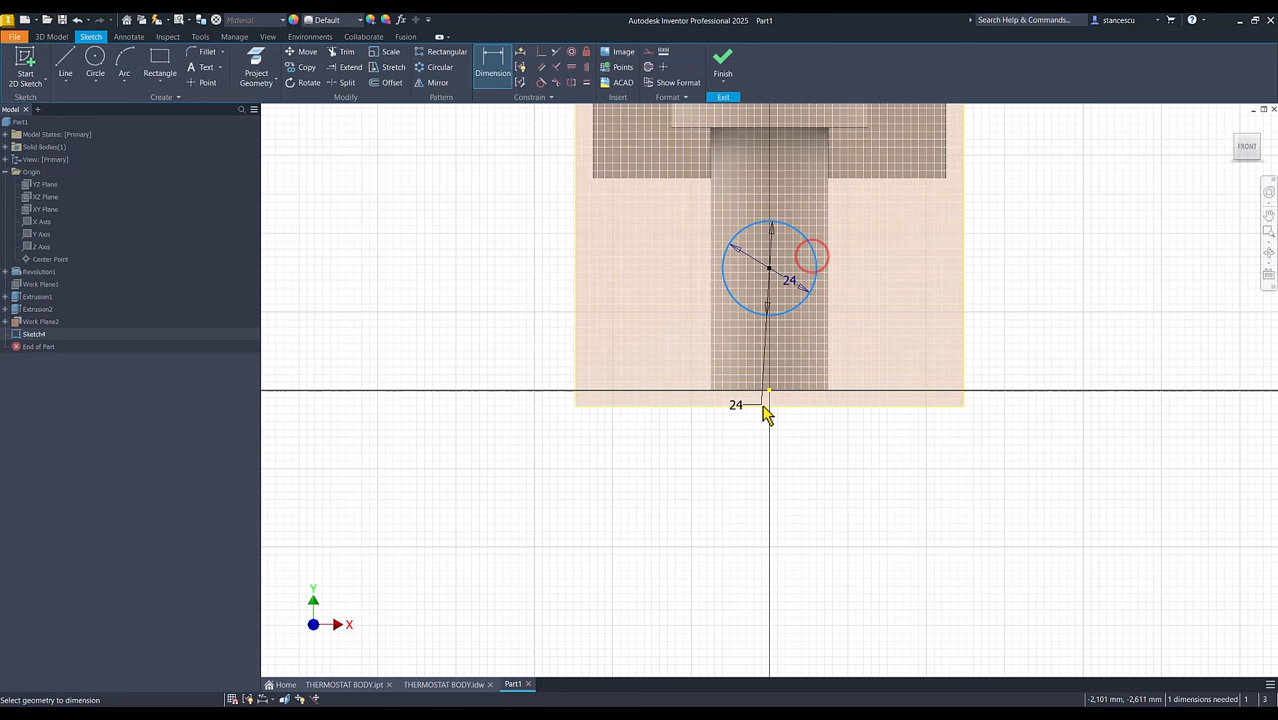 Material
Default
fx
Autodesk Inventor Professional 2025 Part1
Search Help & Commands...
stancescu
File
3D Model
Sketch
Annotate
Inspect
Tools
Manage
View
Environments
Collaborate
Fusion
Start
2D Sketch
Line
Circle
Arc
Rectangle
Fillet
Text
Point
Project
Geometry
Move
Copy
Rotate
Trim
Extend
Split
Scale
Stretch
Offset
Rectangular
Circular
Mirror
Dimension
Image
Points
ACAD
Show Format
Finish
Sketch
Create
Modify
Pattern
Constrain
Insert
Format
Exit
Model
Part1
Model States: [Primary]
Solid Bodies(1)
View: [Primary]
Origin
YZ Plane
XZ Plane
XY Plane
X Axis
Y Axis
Z Axis
Center Point
Revolution1
Work Plane1
Extrusion1
Extrusion2
Work Plane2
Sketch4
End of Part
FRONT
24
24
Y
X
Home
THERMOSTAT BODY.ipt
THERMOSTAT BODY.idw
Part1
Select geometry to dimension
-2,101 mm, -2,611 mm
1 dimensions needed
1
3